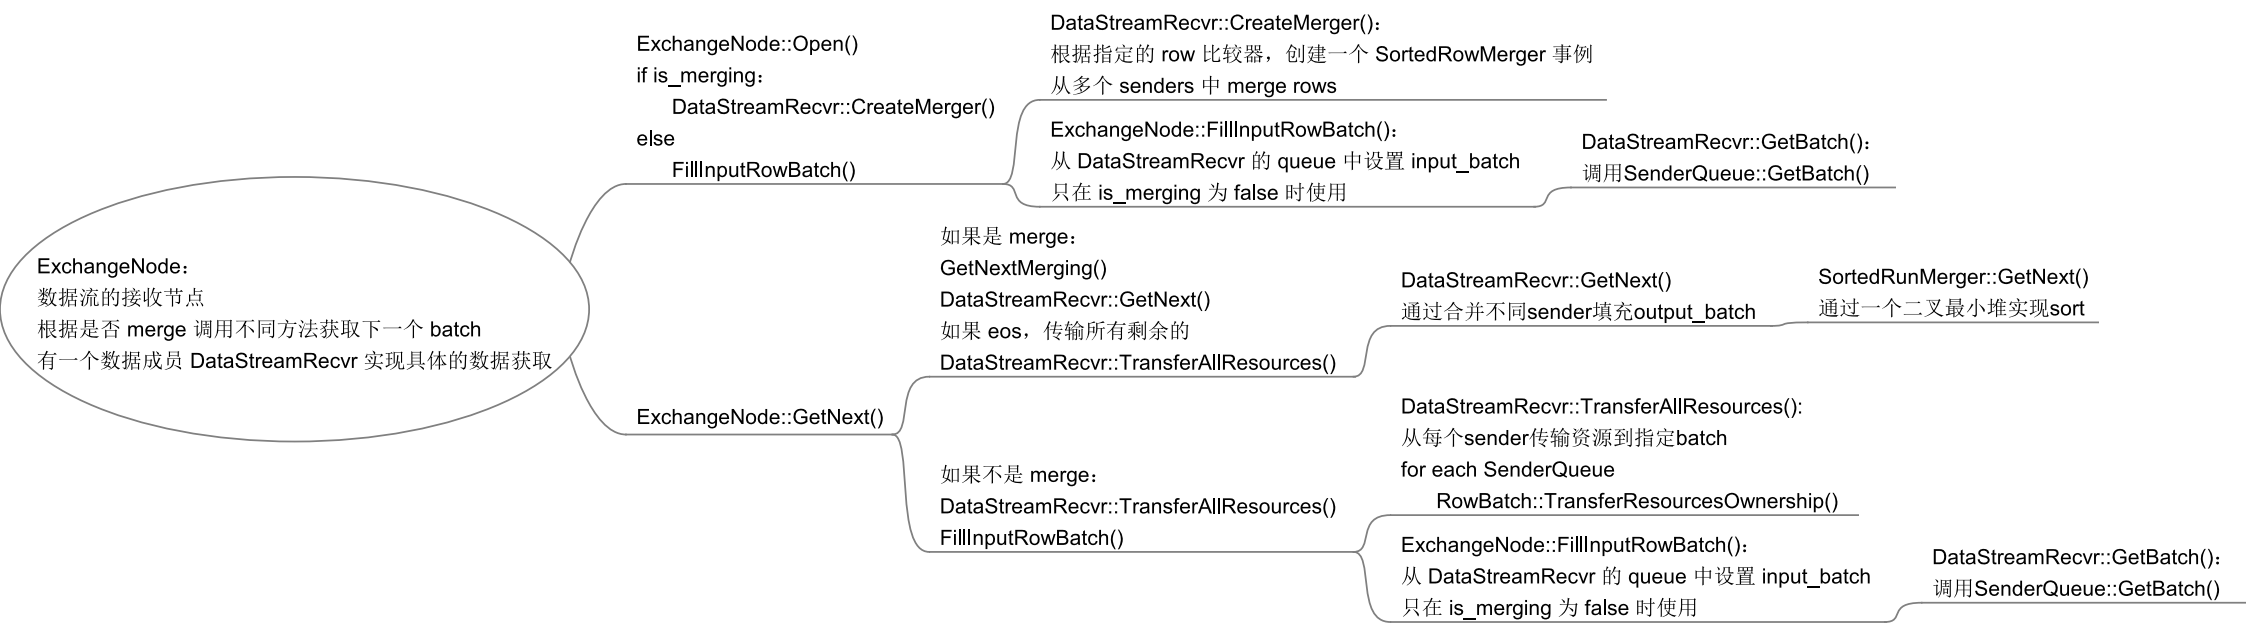 ExchangeNode：
数据流的接收节点
根据是否 merge 调用不同方法获取下一个 batch
有一个数据成员 DataStreamRecvr 实现具体的数据获取
ExchangeNode::Open()
if is_merging：
DataStreamRecvr::CreateMerger()
else
FillInputRowBatch()
DataStreamRecvr::CreateMerger()：
根据指定的 row 比较器，创建一个 SortedRowMerger 事例
从多个 senders 中 merge rows
ExchangeNode::FillInputRowBatch()：
从 DataStreamRecvr 的 queue 中设置 input_batch
只在 is_merging 为 false 时使用
DataStreamRecvr::GetBatch()：
调用SenderQueue::GetBatch()
ExchangeNode::GetNext()
如果是 merge：
GetNextMerging()
DataStreamRecvr::GetNext()
如果 eos，传输所有剩余的
DataStreamRecvr::TransferAllResources()
DataStreamRecvr::GetNext()
通过合并不同sender填充output_batch
SortedRunMerger::GetNext()
通过一个二叉最小堆实现sort
如果不是 merge：
DataStreamRecvr::TransferAllResources()
FillInputRowBatch()
DataStreamRecvr::TransferAllResources():
从每个sender传输资源到指定batch
for each SenderQueue
RowBatch::TransferResourcesOwnership()
ExchangeNode::FillInputRowBatch()：
从 DataStreamRecvr 的 queue 中设置 input_batch
只在 is_merging 为 false 时使用
DataStreamRecvr::GetBatch()：
调用SenderQueue::GetBatch()